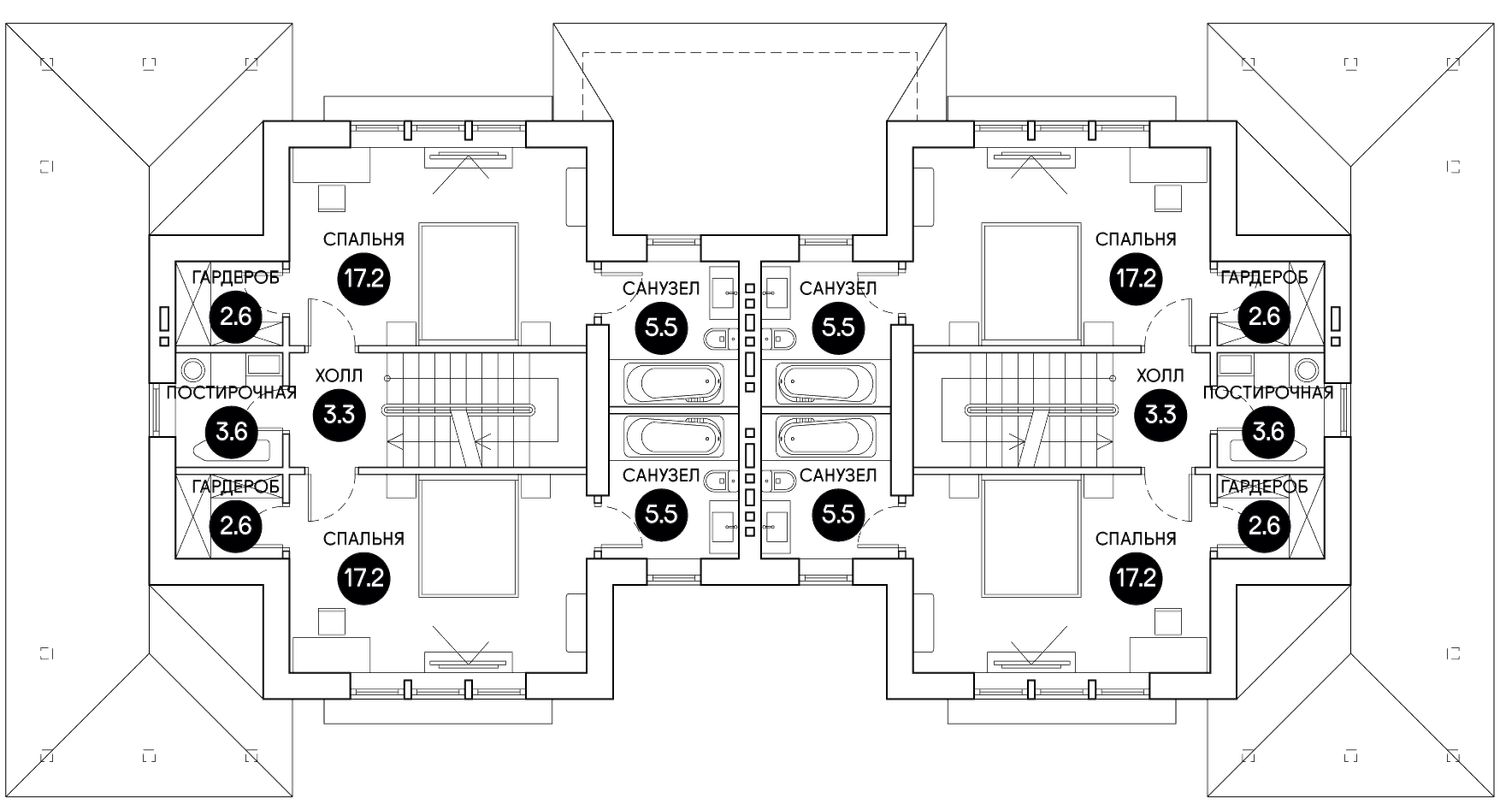 СПАЛЬНЯ
17.2
СПАЛЬНЯ
17.2
ГАРДЕРОБ
2.6
САНУЗЕЛ
5.5
САНУЗЕЛ
5.5
ГАРДЕРОБ
2.6
ПОСТИРОЧНАЯ
3.6
ХОЛЛ
3.3
ХОЛЛ
3.3
ПОСТИРОЧНАЯ
3.6
ГАРДЕРОБ
2.6
САНУЗЕЛ
5.5
САНУЗЕЛ
5.5
ГАРДЕРОБ
2.6
СПАЛЬНЯ
17.2
СПАЛЬНЯ
17.2